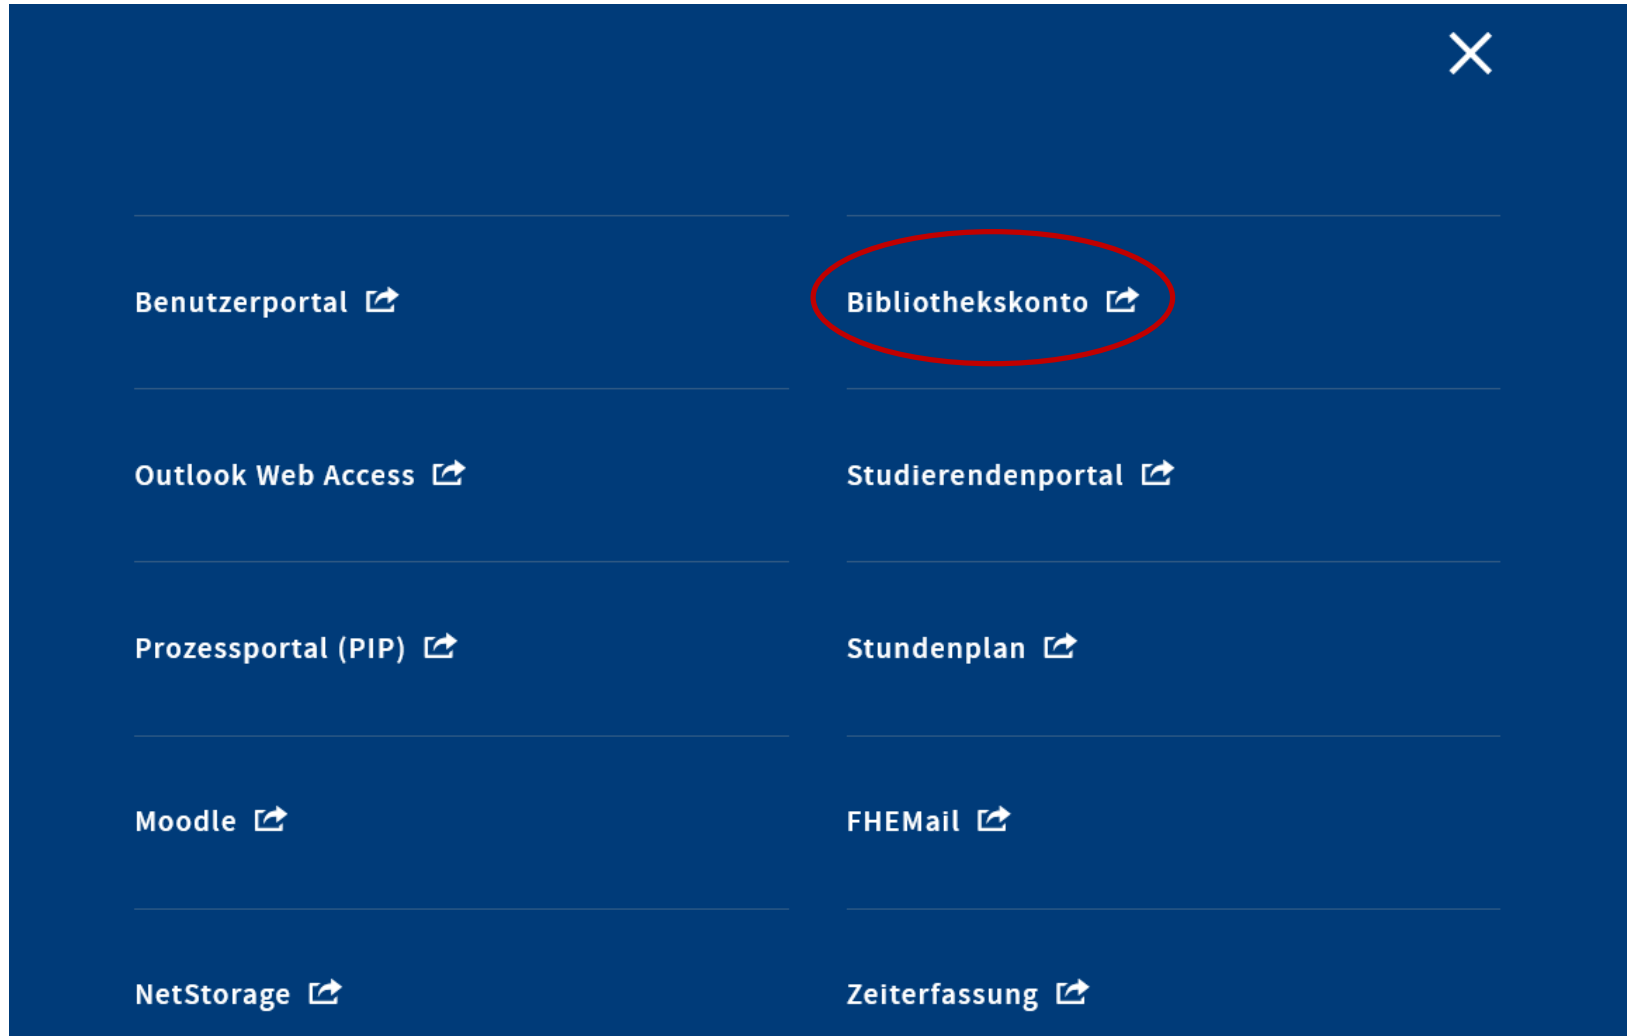 Benutzerportal
Bibliothekskonto
Outlook Web Access
Studierendenportal
Prozessportal (PIP)
Stundenplan
Moodle
FHEMail
NetStorage
Zeiterfassung